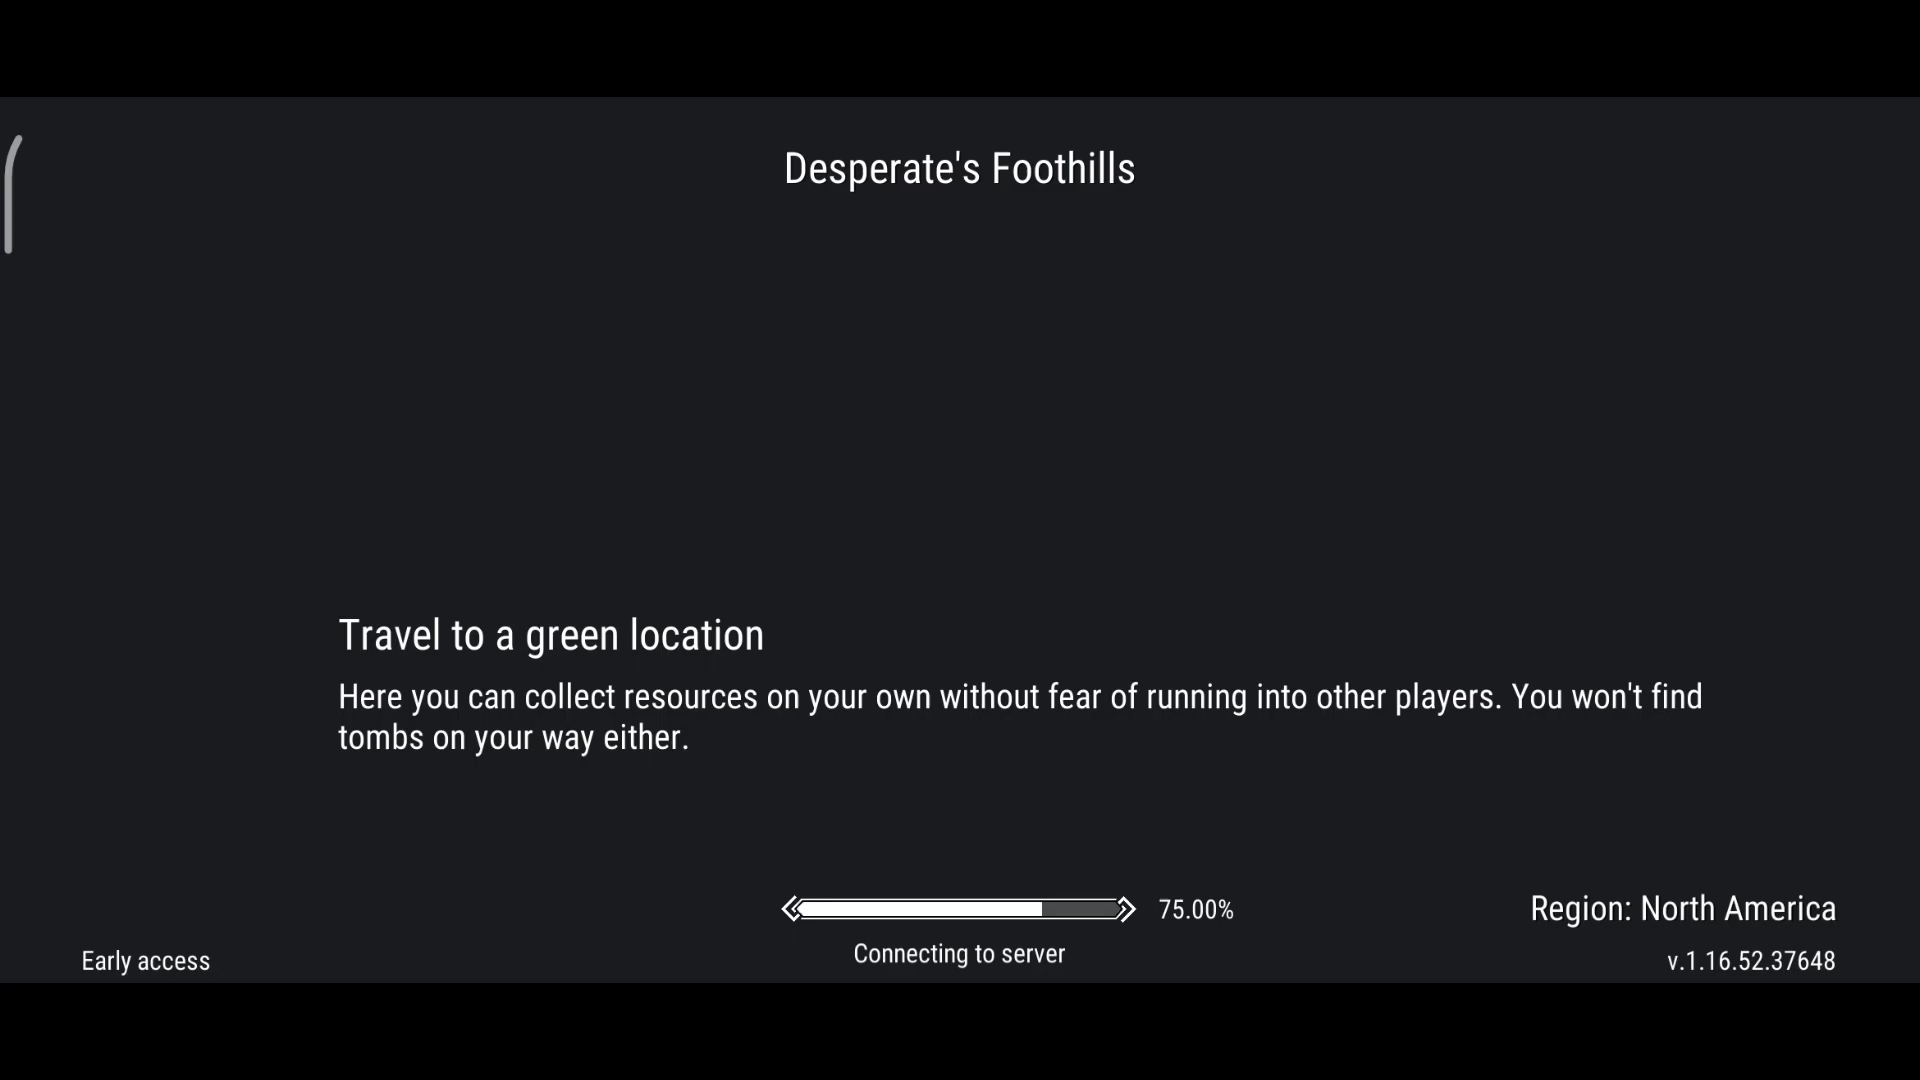 Desperate's Foothills
Travel to a green location
Here you can collect resources on your own without fear of running into other players. You won't find
tombs on your way either.
75.00%
Region: North America
Connecting to server
Early access
v.1.16.52.37648